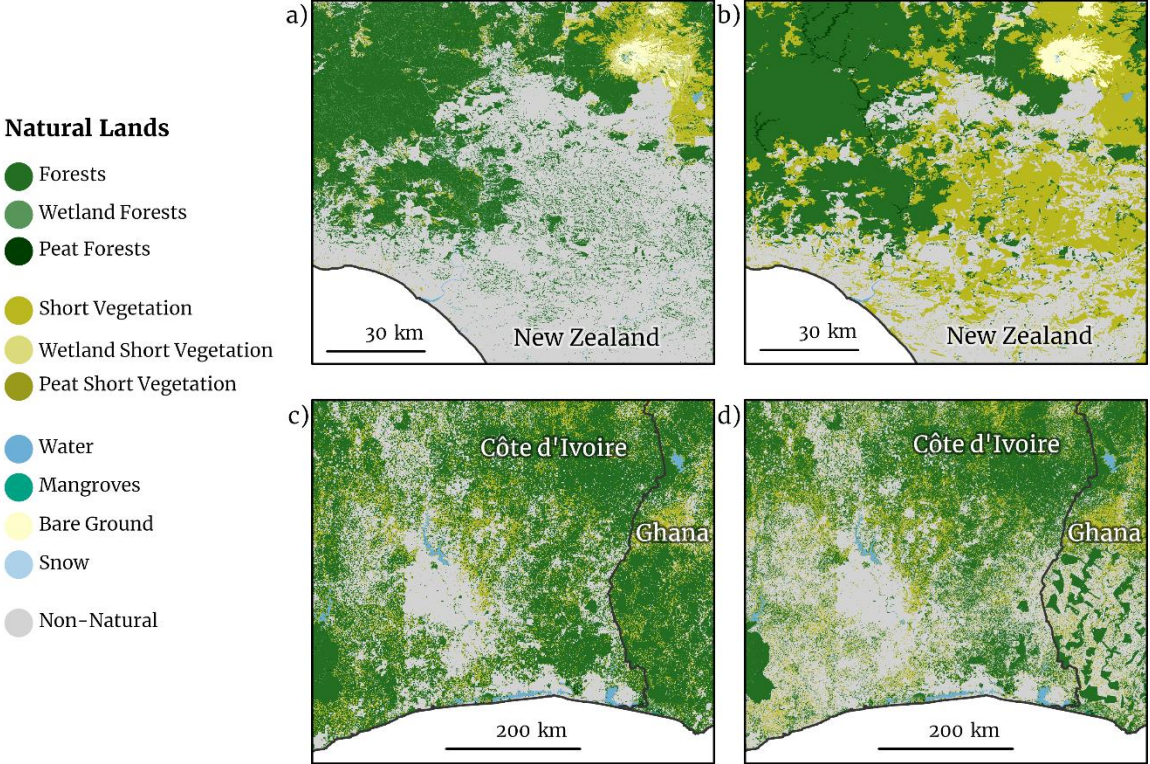 Natural Lands
Forests
Wetland Forests
Peat Forests
Short Vegetation
Wetland Short Vegetation
Peat Short Vegetation
Water
Mangroves
Bare Ground
Snow
Non-Natural
a)
30 km
New Zealand
b)
30 km
New Zealand
c)
Côte d'Ivoire
Ghana
200 km
d)
Côte d'Ivoire
Ghana
200 km